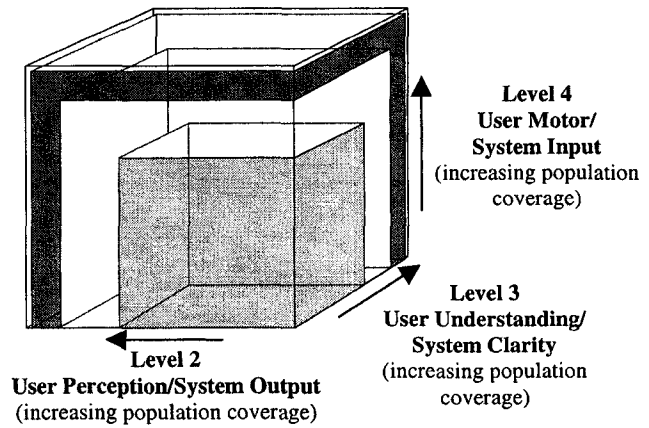 Level 4
User Motor/
System Input
(increasing population
coverage)
Level 3
User Understanding/
System Clarity
(increasing population
coverage)
Level 2
User Perception/System Output
(increasing population coverage)